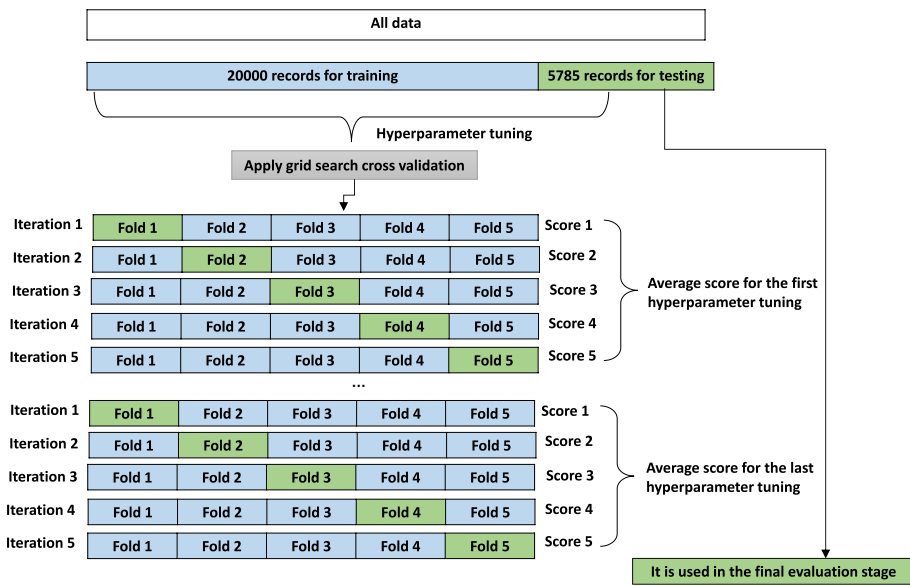 All data
20000 records for training 5785 records for testing
Hyperparameter tuning
Apply grid search cross validation
Iteration 1 Fold 1 Fold 2 Fold 3 Fold 4 Fold 5 Score 1
Iteration 2 Fold 1 Fold 2 Fold 3 Fold 4 Fold 5 Score 2
Iteration 3 Fold 1 Fold 2 Fold 3 Fold 4 Fold 5 Score 3
Iteration 4 Fold 1 Fold 2 Fold 3 Fold 4 Fold 5 Score 4
Iteration 5 Fold 1 Fold 2 Fold 3 Fold 4 Fold 5 Score 5
Average score for the first
hyperparameter tuning
...
Iteration 1 Fold 1 Fold 2 Fold 3 Fold 4 Fold 5 Score 1
Iteration 2 Fold 1 Fold 2 Fold 3 Fold 4 Fold 5 Score 2
Iteration 3 Fold 1 Fold 2 Fold 3 Fold 4 Fold 5 Score 3
Iteration 4 Fold 1 Fold 2 Fold 3 Fold 4 Fold 5 Score 4
Iteration 5 Fold 1 Fold 2 Fold 3 Fold 4 Fold 5 Score 5
Average score for the last
hyperparameter tuning
It is used in the final evaluation stage